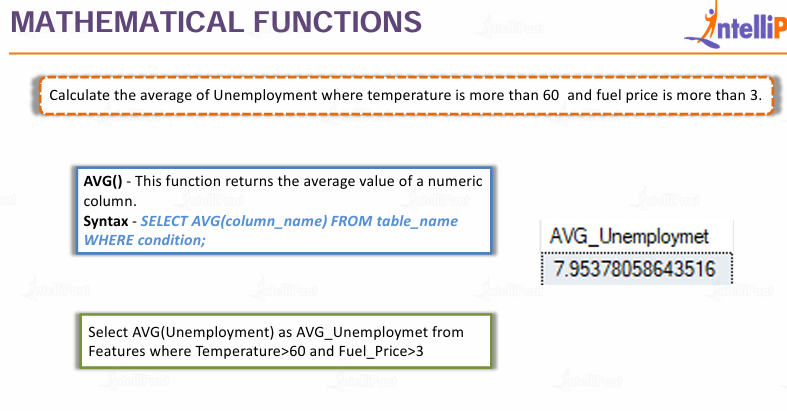 MATHEMATICAL FUNCTIONS
IntelliP
Calculate the average of Unemployment where temperature is more than 60 and fuel price is more than 3.
AVG() - This function returns the average value of a numeric
column.
Syntax - SELECT AVG(column_name) FROM table_name
WHERE condition;
AVG_Unemploymet
7.95378058643516
Select AVG(Unemployment) as AVG_Unemploymet from
Features where Temperature>60 and Fuel_Price>3